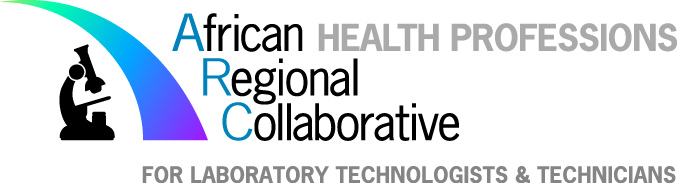 African HEALTH PROFESSIONS
Regional
Collaborative
FOR LABORATORY TECHNOLOGISTS & TECHNICIANS